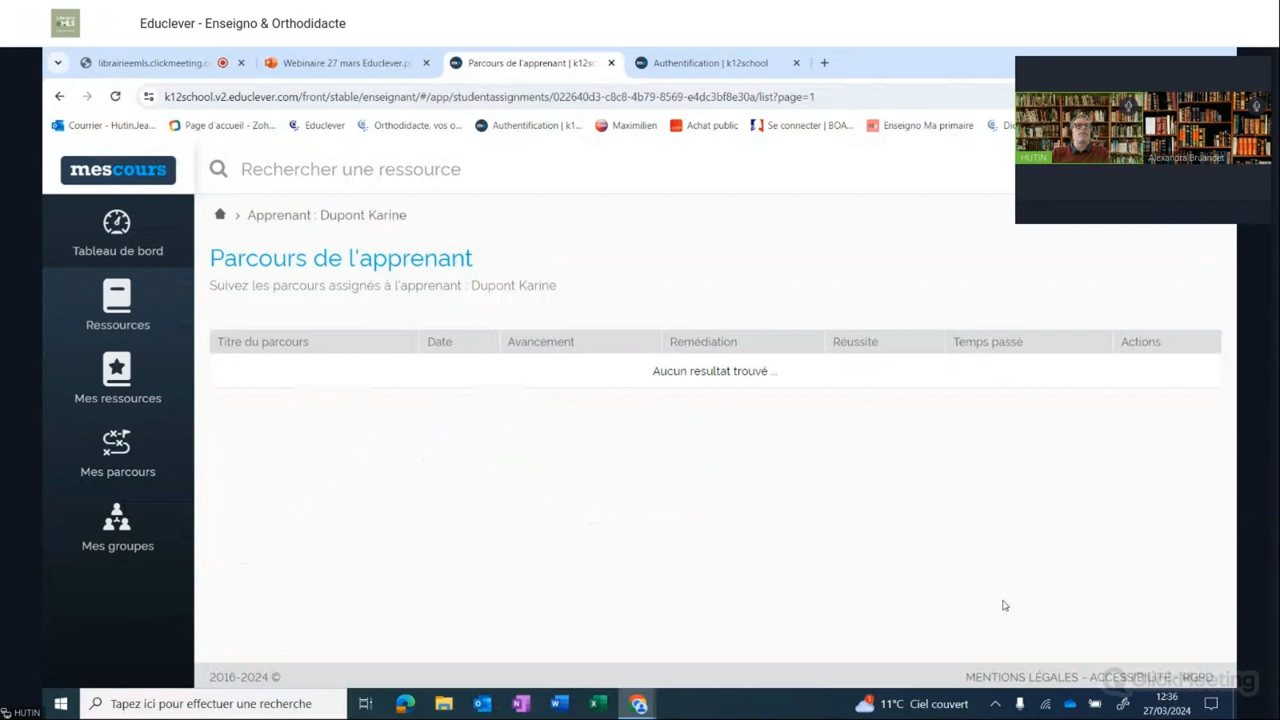 Educlever - Enseigno & Orthodidacte
librairieemls.clickmeeting.c
Webinaire 27 mars Educlever.p
Parcours de l'apprenant | k12sc
Authentification | k12school
k12school.v2.educlever.com/front/stable/enseignant/#/app/studentassignments/022640d3-c8c8-4b79-8569-e4dc3bf8e30a/list?page=1
Courrier - HutinJea...
Page d'accueil - Zoh...
Educlever
Orthodidacte, vos o...
Authentification | k1...
Maximilien
Achat public
Se connecter | BOA...
Enseigno Ma primaire
HUTIN
Alexandra Bruandet
mescours
Rechercher une ressource
Tableau de bord
Ressources
Mes ressources
Mes parcours
Mes groupes
> Apprenant : Dupont Karine
Parcours de l'apprenant
Suivez les parcours assignés à l'apprenant : Dupont Karine
Titre du parcours Date Avancement Remédiation Réussite Temps passé Actions
Aucun resultat trouvé ...
2016-2024 ©
MENTIONS LÉGALES - ACCESSIBILITÉ - RGPD
ClickMeeting
Tapez ici pour effectuer une recherche
11°C Ciel couvert
12:36
27/03/2024
HUTIN